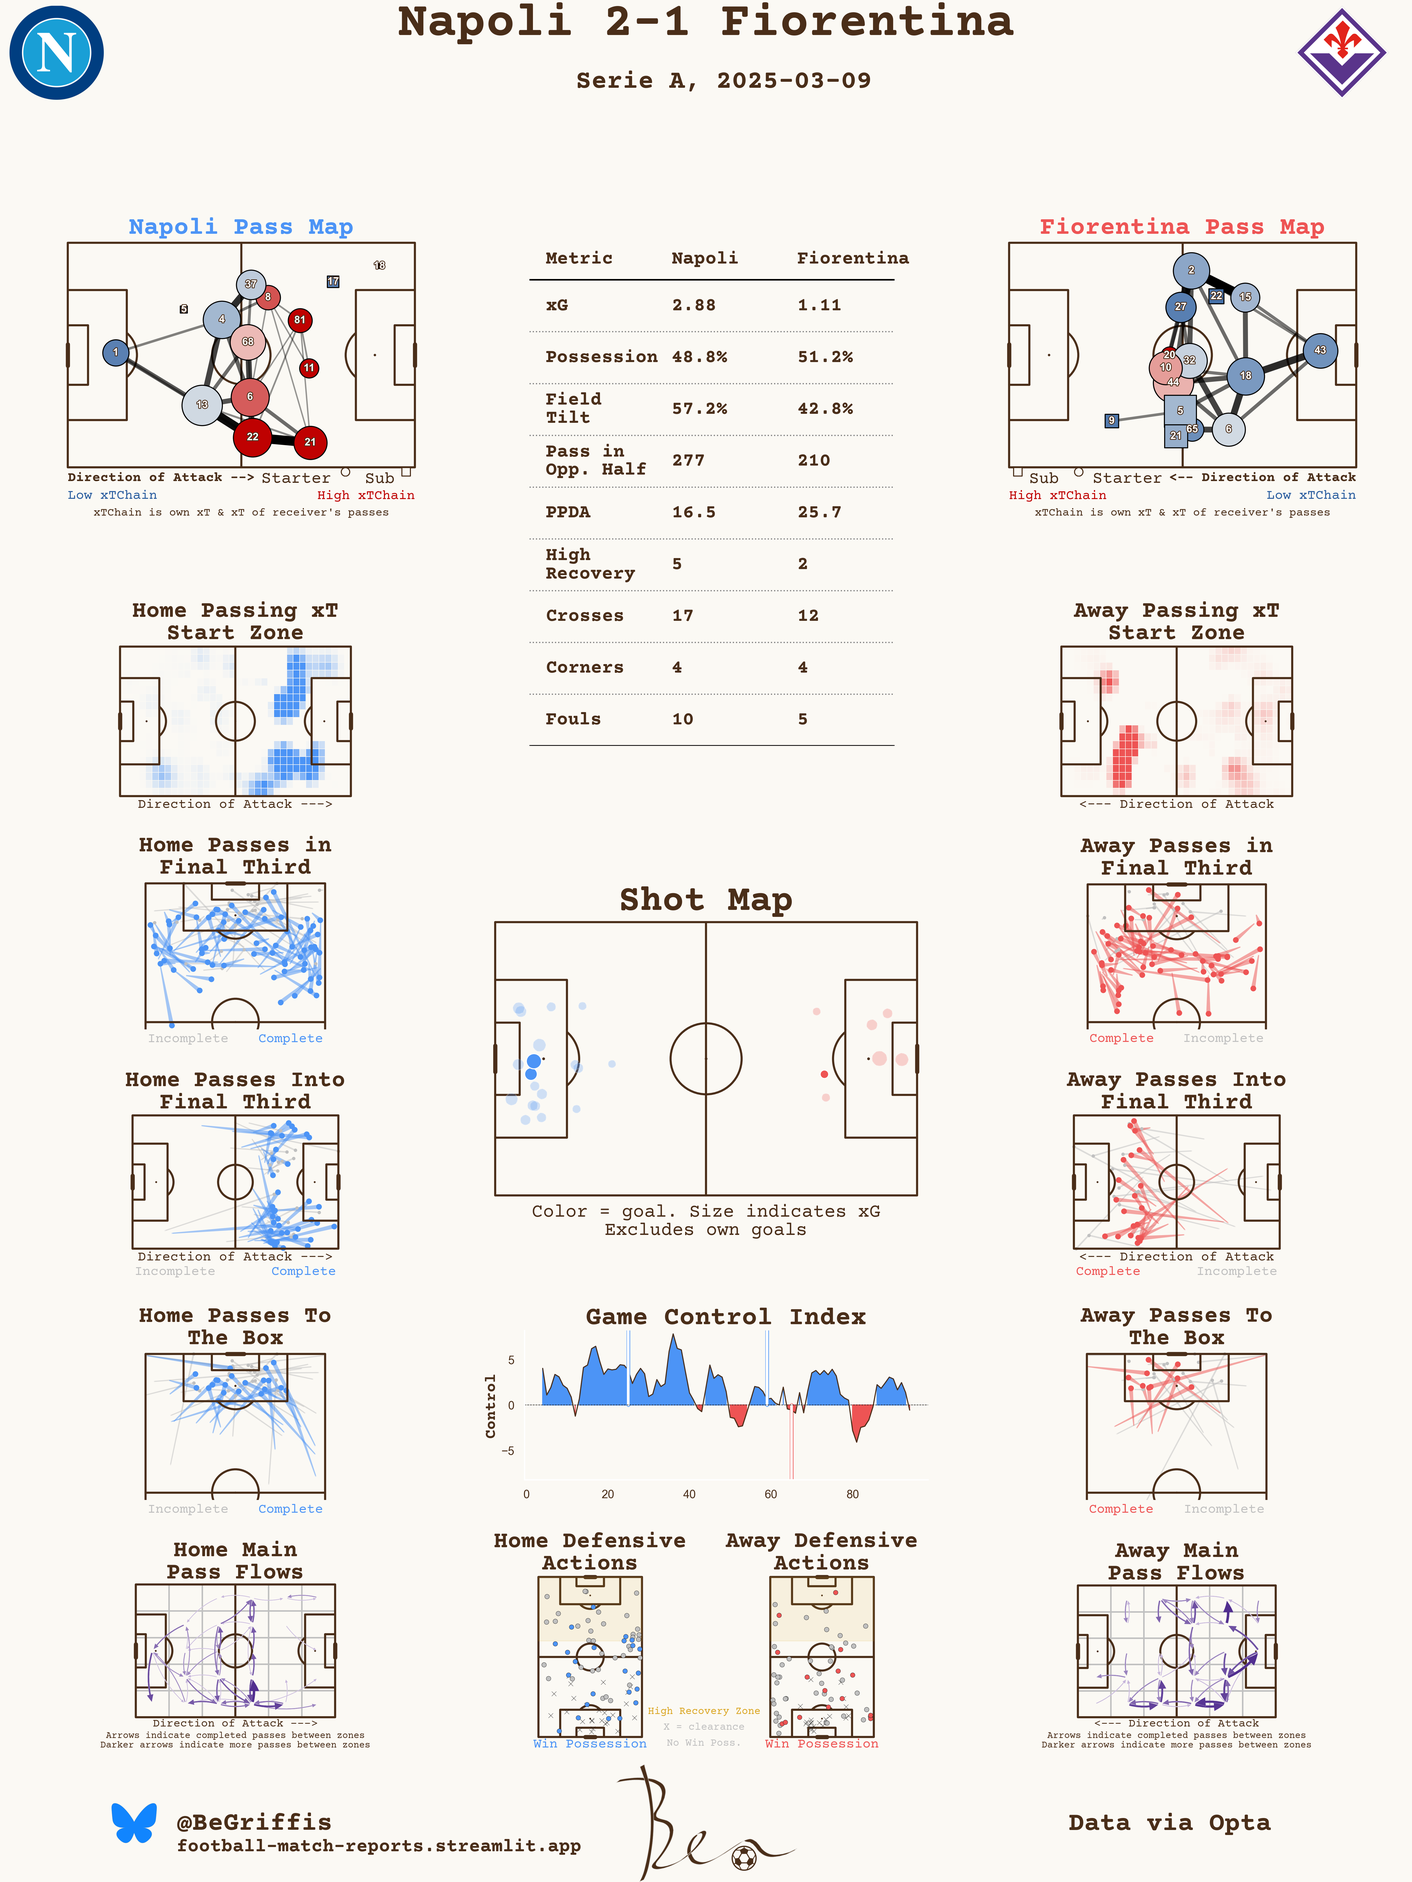 Napoli 2-1 Fiorentina
Serie A, 2025-03-09
N
Napoli Pass Map
18
17
37
8
5
4
81
68
1
11
6
13
22
21
Direction of Attack --> Starter Sub
Low xTChain High xTChain
xTChain is own xT & xT of receiver's passes
Metric Napoli Fiorentina
xG 2.88 1.11
Possession 48.8% 51.2%
Field
Tilt 57.2% 42.8%
Pass in
Opp. Half 277 210
PPDA 16.5 25.7
High
Recovery 5 2
Crosses 17 12
Corners 4 4
Fouls 10 5
Fiorentina Pass Map
2
22
15
27
20
32
43
10
18
44
5
9
65
6
21
Sub Starter <-- Direction of Attack
High xTChain Low xTChain
xTChain is own xT & xT of receiver's passes
Home Passing xT
Start Zone
Direction of Attack --->
Away Passing xT
Start Zone
<--- Direction of Attack
Home Passes in
Final Third
Incomplete Complete
Away Passes in
Final Third
Complete Incomplete
Shot Map
Color = goal. Size indicates xG
Excludes own goals
Home Passes Into
Final Third
Direction of Attack --->
Incomplete Complete
Away Passes Into
Final Third
<--- Direction of Attack
Complete Incomplete
Home Passes To
The Box
Incomplete Complete
Game Control Index
Control
5
0
−5
0 20 40 60 80
Away Passes To
The Box
Complete Incomplete
Home Main
Pass Flows
Direction of Attack --->
Arrows indicate completed passes between zones
Darker arrows indicate more passes between zones
Home Defensive
Actions
Win Possession
High Recovery Zone
X = clearance
No Win Poss.
Away Defensive
Actions
Win Possession
Away Main
Pass Flows
<--- Direction of Attack
Arrows indicate completed passes between zones
Darker arrows indicate more passes between zones
@BeGriffis
football-match-reports.streamlit.app
Ben
Data via Opta